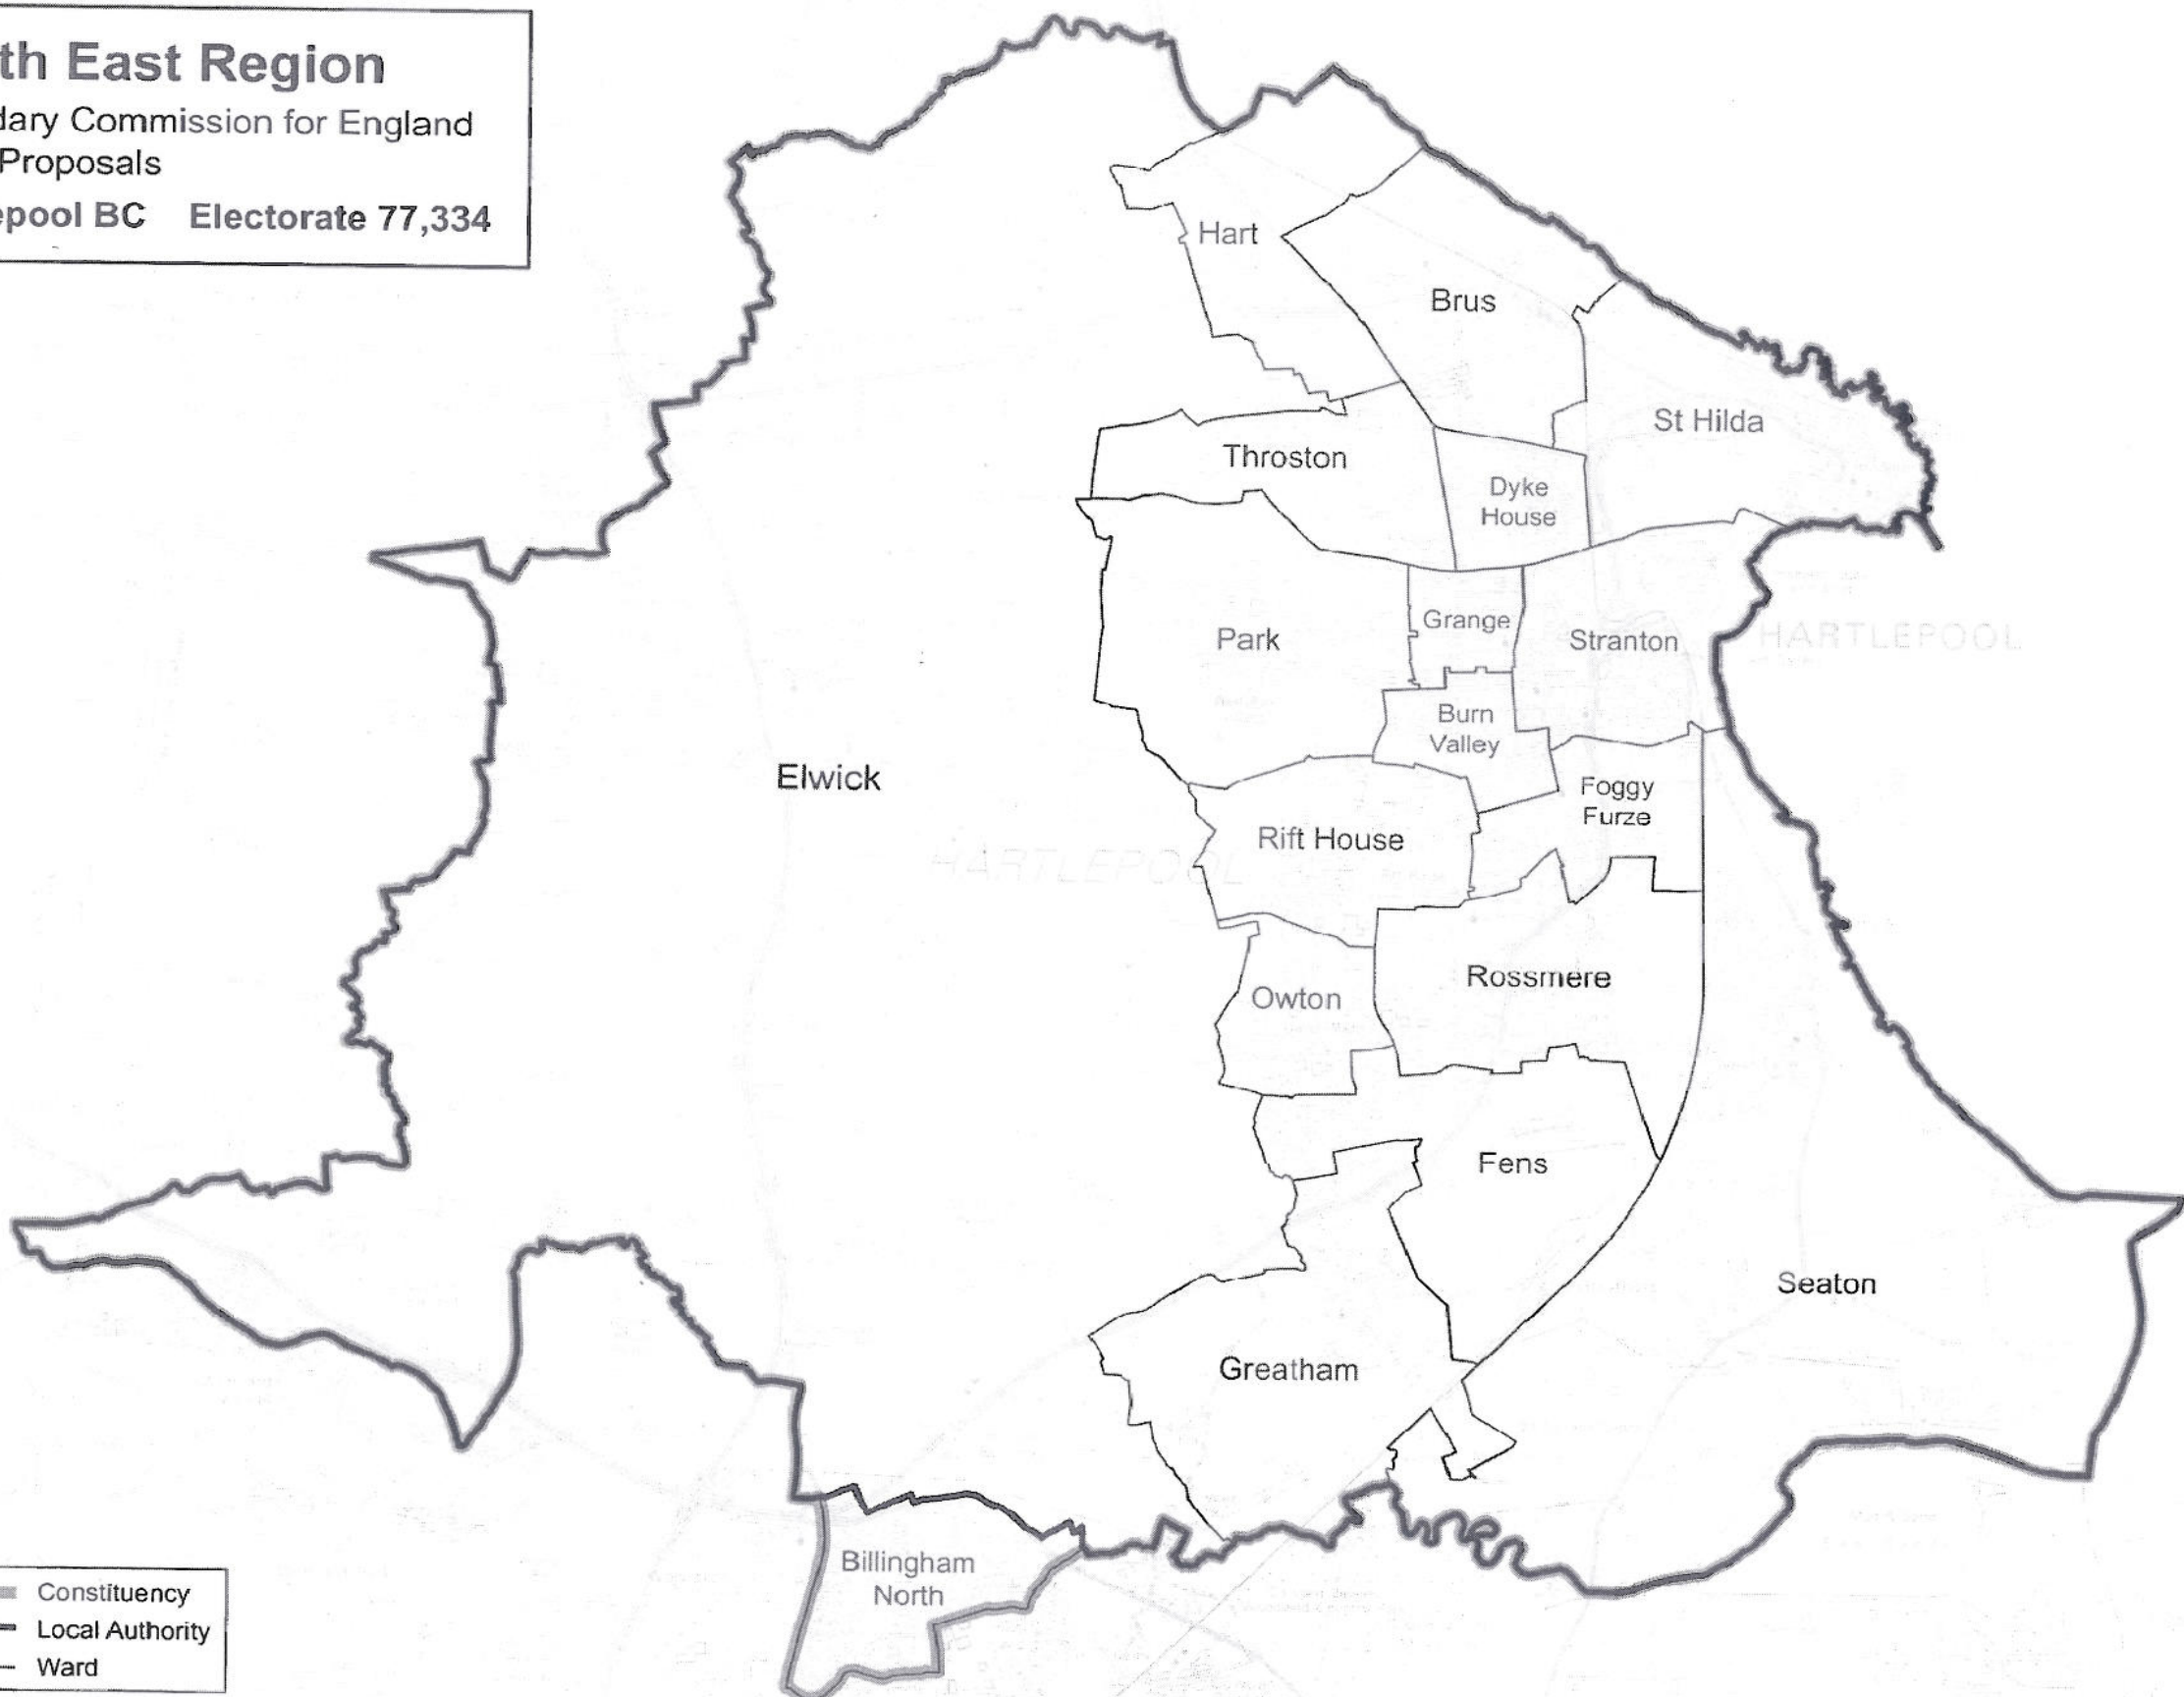 th East Region
dary Commission for England
Proposals
epool BC Electorate 77,334
Hart
Brus
St Hilda
Throston
Dyke
House
Grange
Park
Stranton
HARTLEPOOL
Burn
Valley
Elwick
Foggy
Furze
Rift House
HARTLEPOOL
Rossmere
Owton
Fens
Seaton
Greatham
Billingham
North
Constituency
Local Authority
Ward